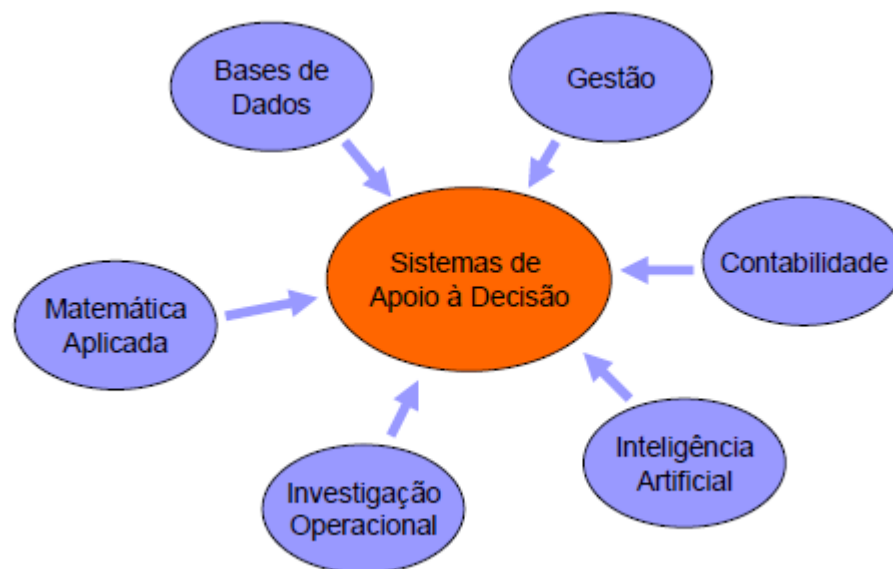 Bases de
Dados
Gestão
Sistemas de
Apoio à Decisão
Contabilidade
Matemática
Aplicada
Inteligência
Artificial
Investigação
Operacional